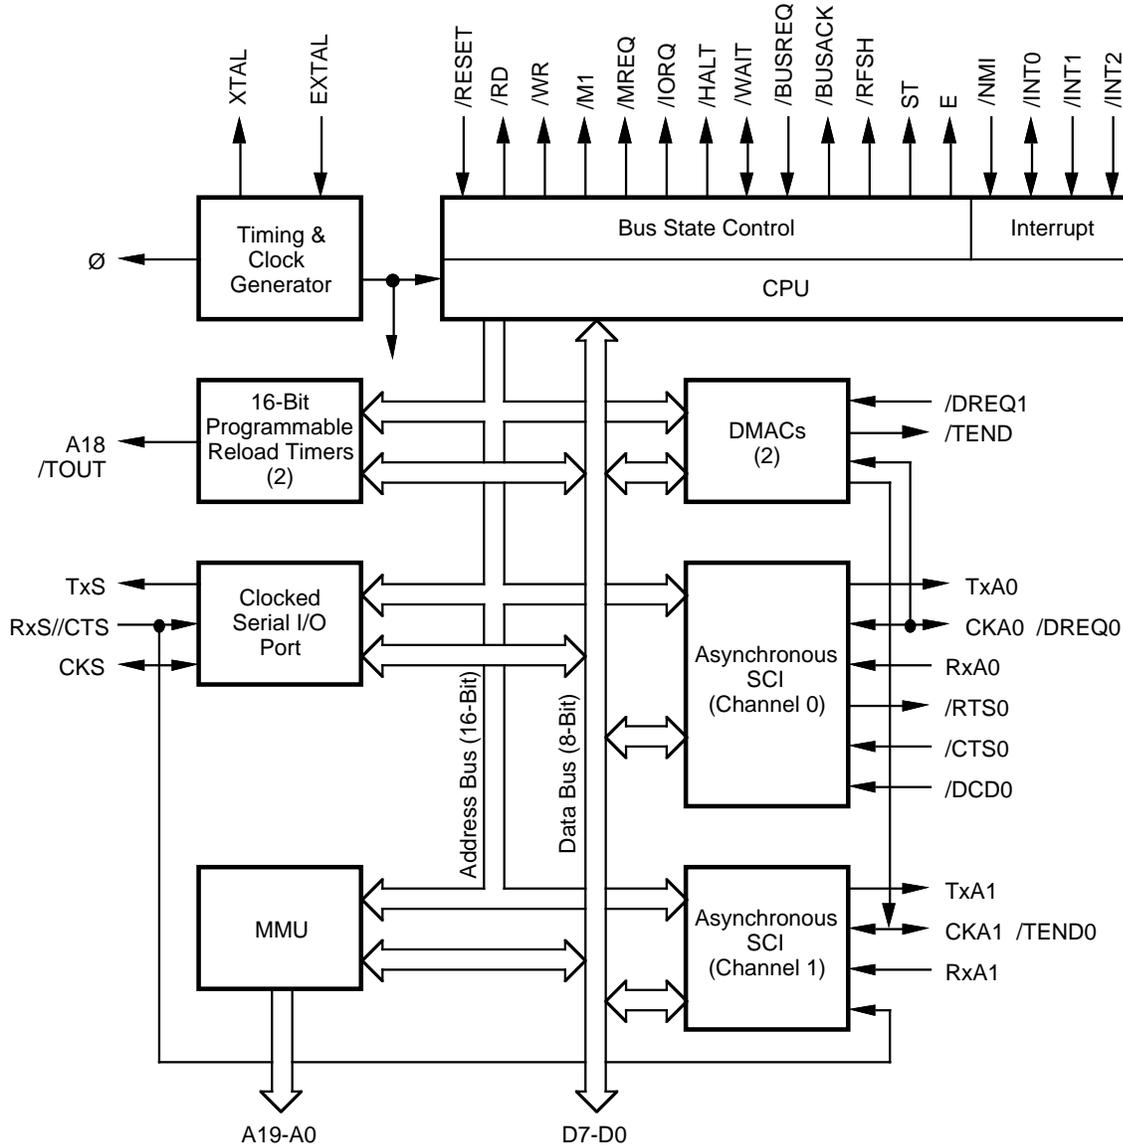 XTAL
EXTAL
/RESET
/RD
/WR
/M1
/MREQ
/IORQ
/HALT
/WAIT
/BUSREQ
/BUSACK
/RFSH
ST
E
/NMI
/INT0
/INT1
/INT2
Timing &
Clock
Generator
Ø
Bus State Control
Interrupt
CPU
16-Bit
Programmable
Reload Timers
(2)
A18
/TOUT
DMACs
(2)
/DREQ1
/TEND
TxS
RxS//CTS
CKS
Clocked
Serial I/O
Port
Asynchronous
SCI
(Channel 0)
TxA0
CKA0 /DREQ0
RxA0
/RTS0
/CTS0
/DCD0
Address Bus (16-Bit)
Data Bus (8-Bit)
MMU
Asynchronous
SCI
(Channel 1)
TxA1
CKA1 /TEND0
RxA1
A19-A0
D7-D0